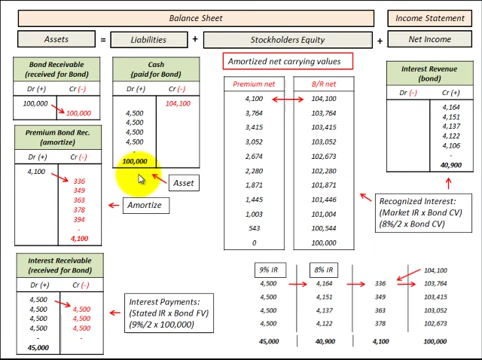 Balance Sheet
Income Statement
Assets = Liabilities + Stockholders Equity + Net Income
Bond Receivable
(received for Bond)
Dr (+) Cr (-)
100,000
100,000
Premium Bond Rec.
(amortize)
Dr (+) Cr (-)
4,100
336
349
363
378
394
-
4,100
Interest Receivable
(received for Bond)
Dr (+) Cr (-)
4,500
4,500 4,500
4,500 4,500
4,500 4,500
- -
45,000
Cash
(paid for Bond)
Dr (+) Cr (-)
104,100
4,500
4,500
4,500
4,500
-
100,000
Asset
Amortize
Interest Payments:
(Stated IR x Bond FV)
(9%/2 x 100,000)
Amortized net carrying values
Premium net B/R net
4,100 104,100
3,764 103,764
3,415 103,415
3,052 103,052
2,674 102,673
2,280 102,280
1,871 101,871
1,445 101,446
1,003 101,004
543 100,544
0 100,000
Interest Revenue
(bond)
Dr (-) Cr (+)
4,164
4,151
4,137
4,122
4,106
-
40,900
Recognized Interest:
(Market IR x Bond CV)
(8%/2 x Bond CV)
9% IR 8% IR 104,100
4,500 4,164 336 103,764
4,500 4,151 349 103,415
4,500 4,137 363 103,052
4,500 4,122 378 102,673
45,000 40,900 4,100 100,000